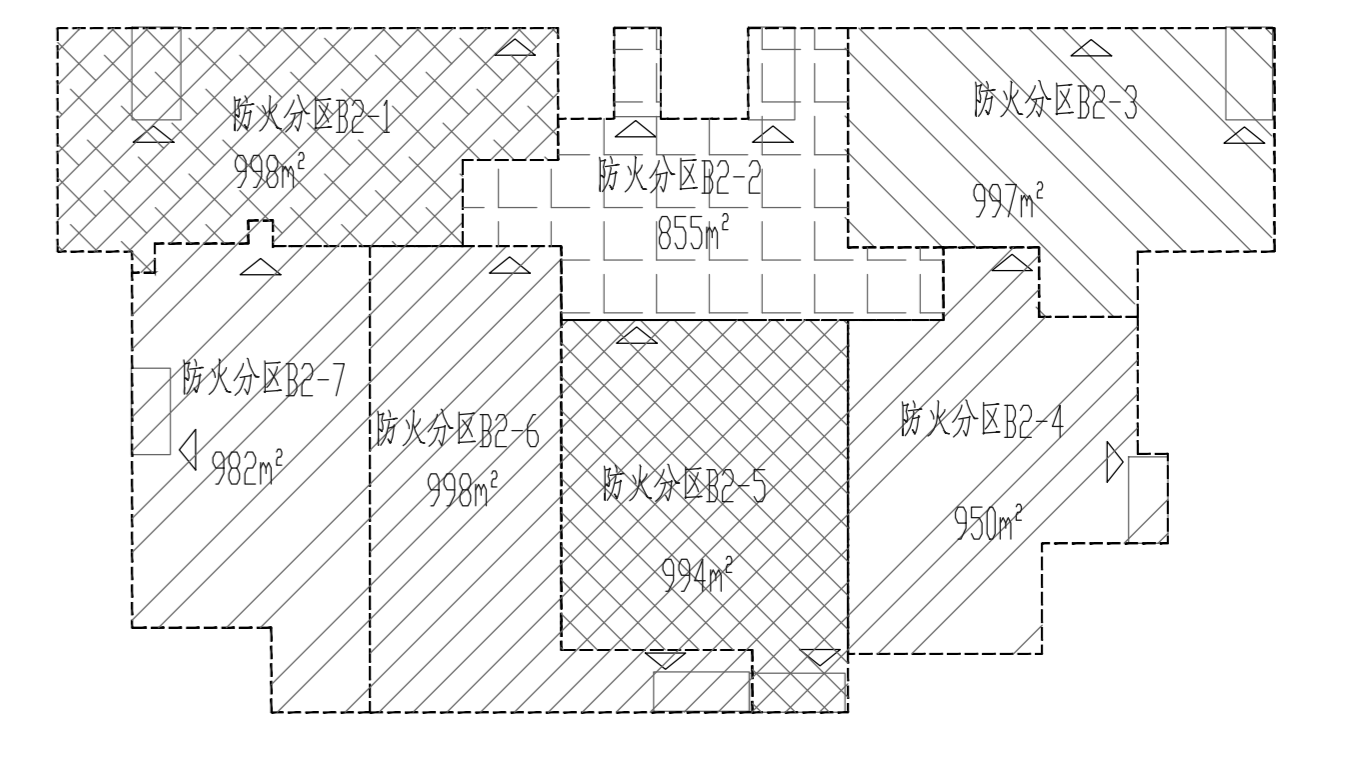 防火分区B2-1
998m²
防火分区B2-2
855m²
防火分区B2-3
997m²
防火分区B2-7
982m²
防火分区B2-6
998m²
防火分区B2-5
994m²
防火分区B2-4
950m²